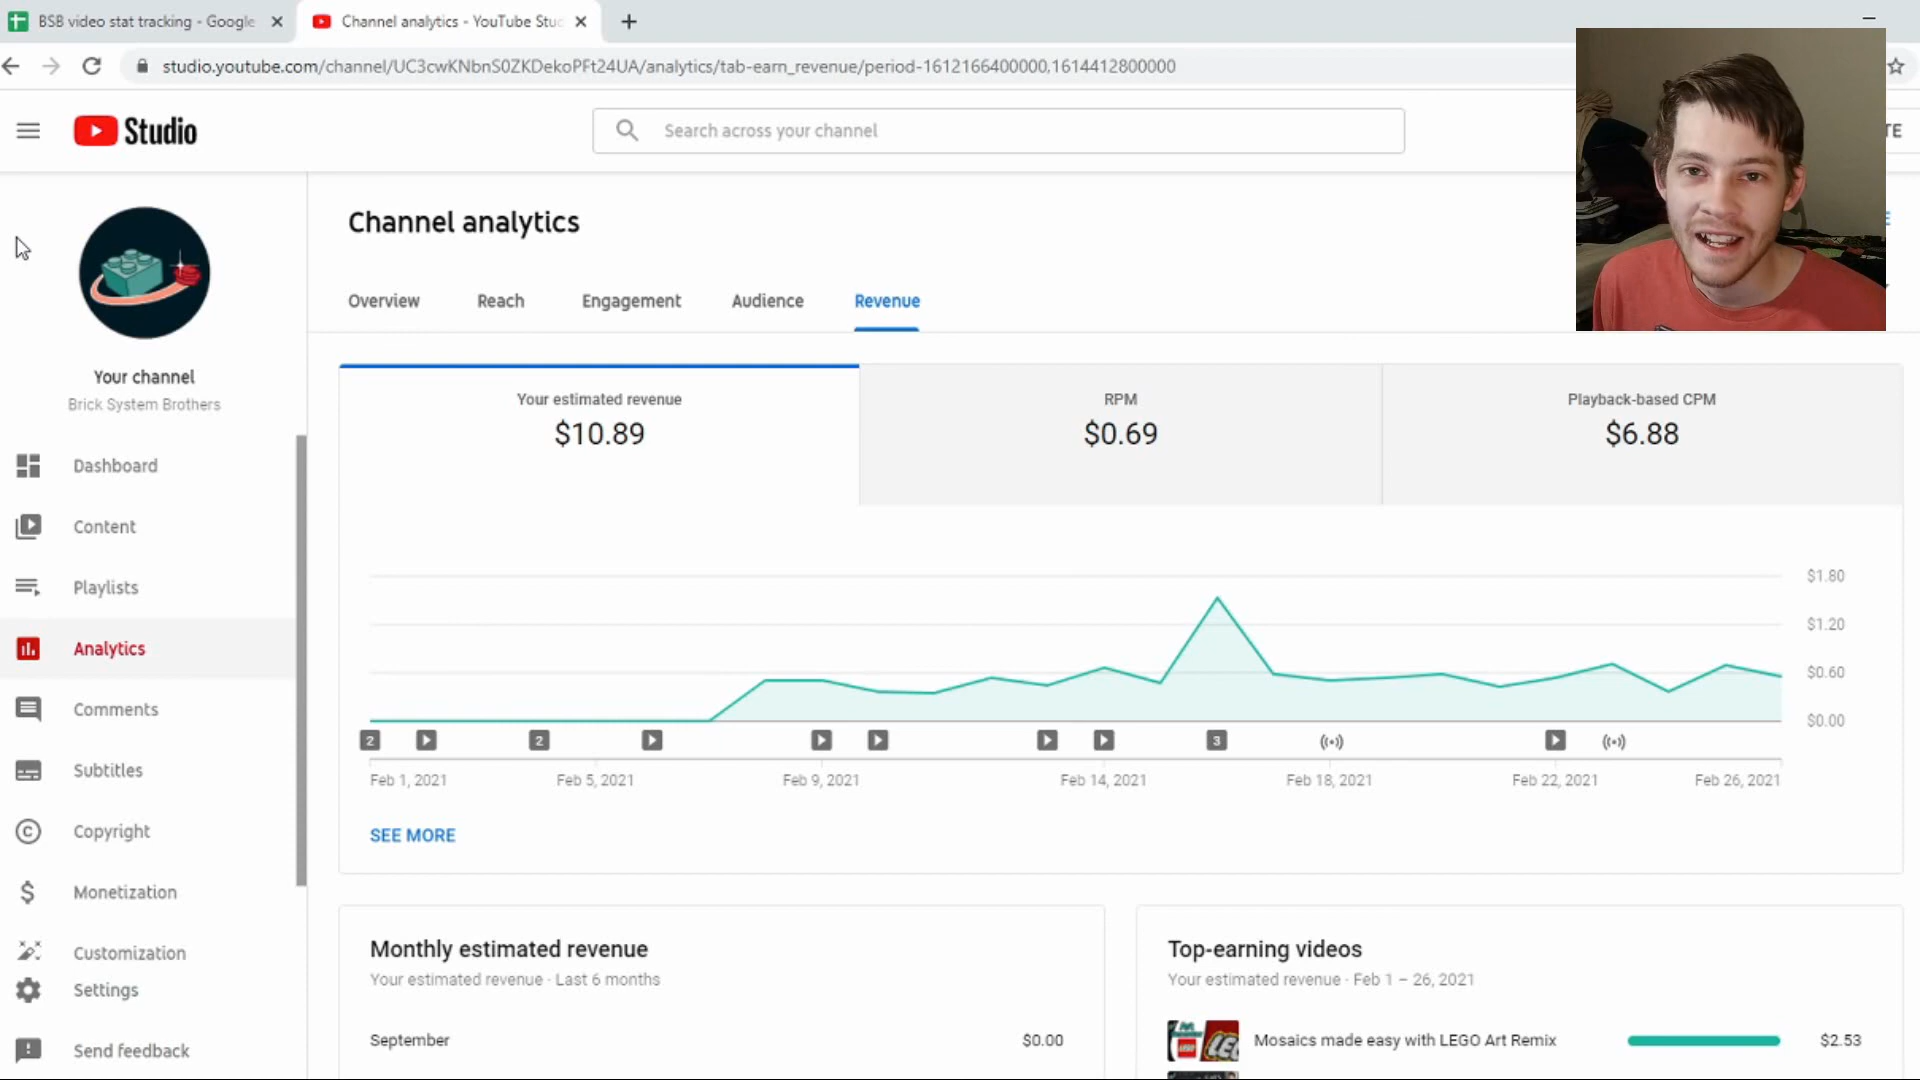 BSB video stat tracking - Google
Channel analytics - YouTube Stu
studio.youtube.com/channel/UC3cwKNbnS0ZKDekoPFt24UA/analytics/tab-earn_revenue/period-1612166400000,1614412800000
Studio
Search across your channel
TE
Channel analytics
Overview
Reach
Engagement
Audience
Revenue
Your channel
Brick System Brothers
Dashboard
Content
Playlists
Analytics
Comments
Subtitles
Copyright
Monetization
Customization
Settings
Send feedback
Your estimated revenue
$10.89
RPM
$0.69
Playback-based CPM
$6.88
$1.80
$1.20
$0.60
$0.00
2
2
3
Feb 1, 2021
Feb 5, 2021
Feb 9, 2021
Feb 14, 2021
Feb 18, 2021
Feb 22, 2021
Feb 26, 2021
SEE MORE
Monthly estimated revenue
Your estimated revenue · Last 6 months
September
$0.00
Top-earning videos
Your estimated revenue · Feb 1 – 26, 2021
Mosaics made easy with LEGO Art Remix
$2.53